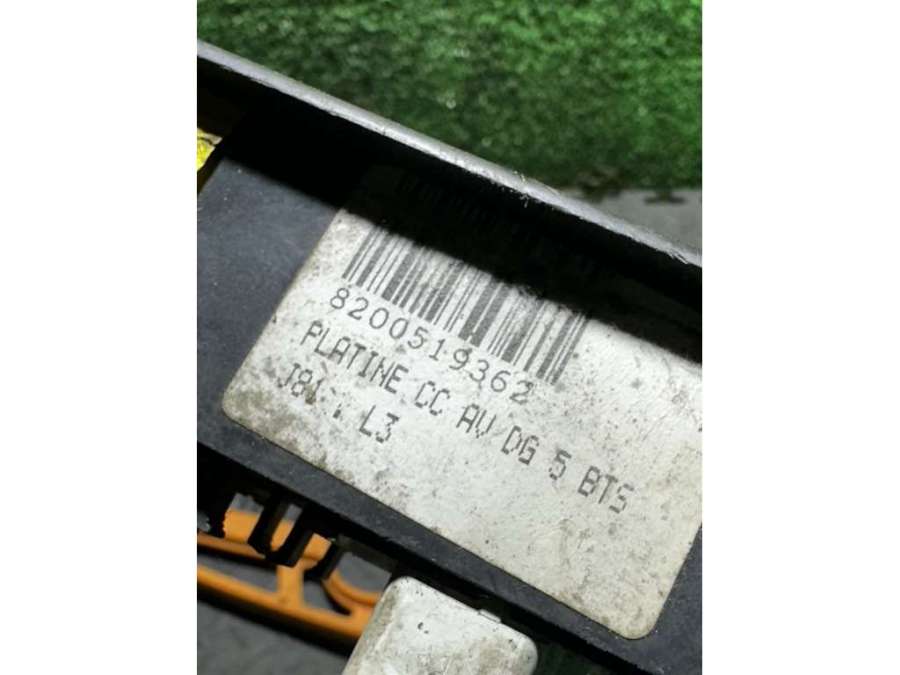 8200519362
PLATINE CC AV/DG 5 BTS
L3